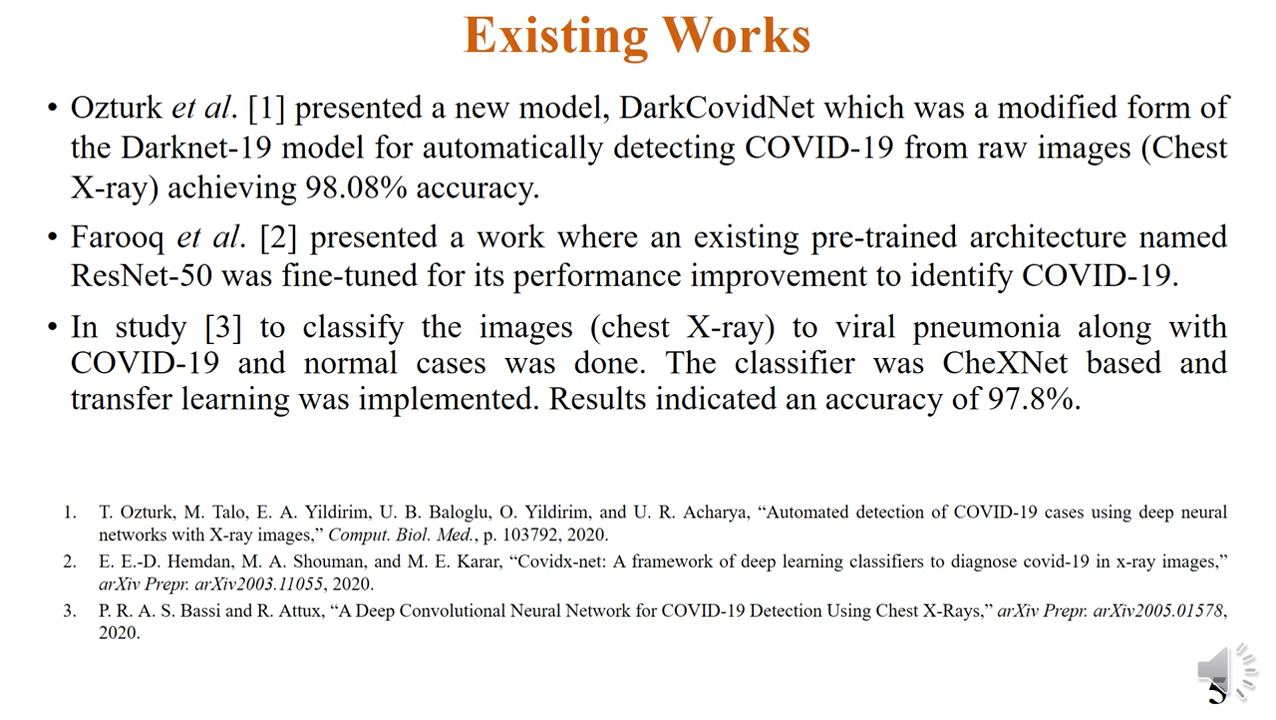 Existing Works
• Ozturk et al. [1] presented a new model, DarkCovidNet which was a modified form of
the Darknet-19 model for automatically detecting COVID-19 from raw images (Chest
X-ray) achieving 98.08% accuracy.
• Farooq et al. [2] presented a work where an existing pre-trained architecture named
ResNet-50 was fine-tuned for its performance improvement to identify COVID-19.
• In study [3] to classify the images (chest X-ray) to viral pneumonia along with
COVID-19 and normal cases was done. The classifier was CheXNet based and
transfer learning was implemented. Results indicated an accuracy of 97.8%.
1. T. Ozturk, M. Talo, E. A. Yildirim, U. B. Baloglu, O. Yildirim, and U. R. Acharya, “Automated detection of COVID-19 cases using deep neural
networks with X-ray images,” Comput. Biol. Med., p. 103792, 2020.
2. E. E.-D. Hemdan, M. A. Shouman, and M. E. Karar, “Covidx-net: A framework of deep learning classifiers to diagnose covid-19 in x-ray images,”
arXiv Prepr. arXiv2003.11055, 2020.
3. P. R. A. S. Bassi and R. Attux, “A Deep Convolutional Neural Network for COVID-19 Detection Using Chest X-Rays,” arXiv Prepr. arXiv2005.01578,
2020.